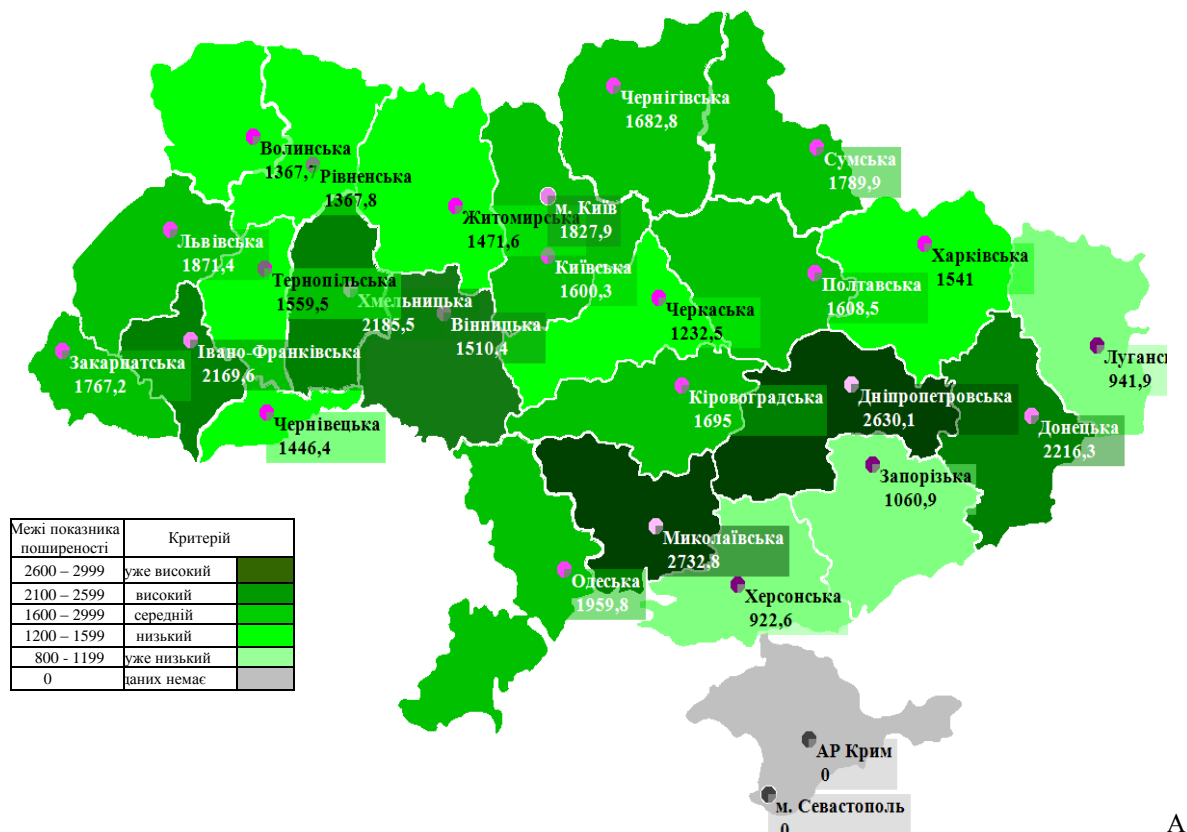 Чернігівська
1682,8
Сумська
1789,9
Волинська
1367,7
Рівненська
1367,8
Житомирська
1471,6
м. Київ
1827,9
Київська
1600,3
Львівська
1871,4
Тернопільська
1559,5
Хмельницька
2185,5
Вінницька
1510,4
Черкаська
1232,5
Полтавська
1608,5
Харківська
1541
Луганс
941,9
Закарпатська
1767,2
Івано-Франківська
2169,6
Чернівецька
1446,4
Кіровоградська
1695
Дніпропетровська
2630,1
Донецька
2216,3
Запорізька
1060,9
Миколаївська
2732,8
Одеська
1959,8
Херсонська
922,6
АР Крим
0
м. Севастополь
0
Межі показника поширеності Критерій
2600 – 2999 уже високий
2100 – 2599 високий
1600 – 2999 середній
1200 – 1599 низький
800 - 1199 уже низький
0 даних немає
А